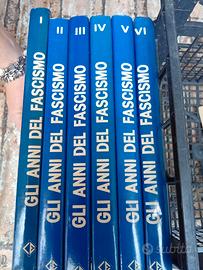 I
GLI ANNI DEL FASCISMO
II
GLI ANNI DEL FASCISMO
III
GLI ANNI DEL FASCISMO
IV
GLI ANNI DEL FASCISMO
V
GLI ANNI DEL FASCISMO
VI
GLI ANNI DEL FASCISMO
subito